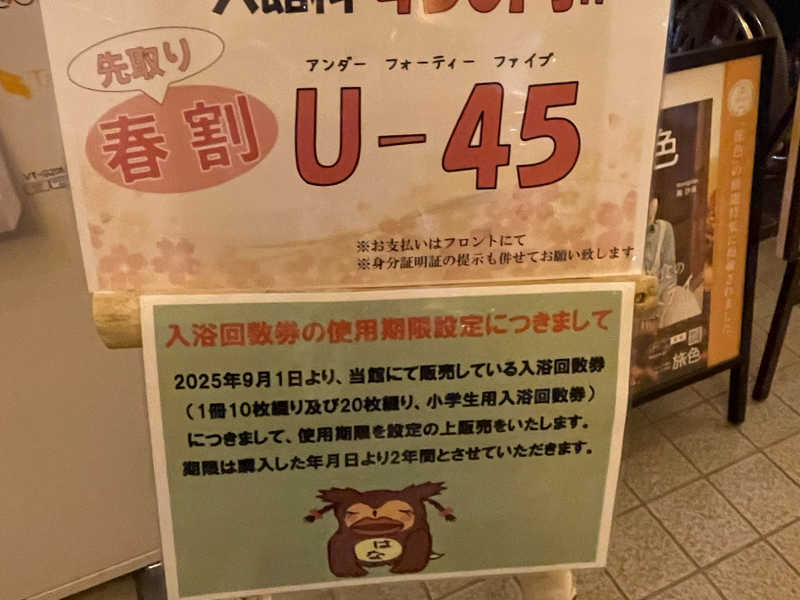 先取り
春割
アンダー フォーティー ファイブ
U-45
※お支払いはフロントにて
※身分証明証の提示も併せてお願い致します
入浴回数券の使用期限設定につきまして
2025年9月1日より、当館にて販売している入浴回数券
（1冊10枚綴り及び20枚綴り、小学生用入浴回数券）
につきまして、使用期限を設定の上販売をいたします。
期限は購入した年月日より2年間とさせていただきます。
はな
色
旅色